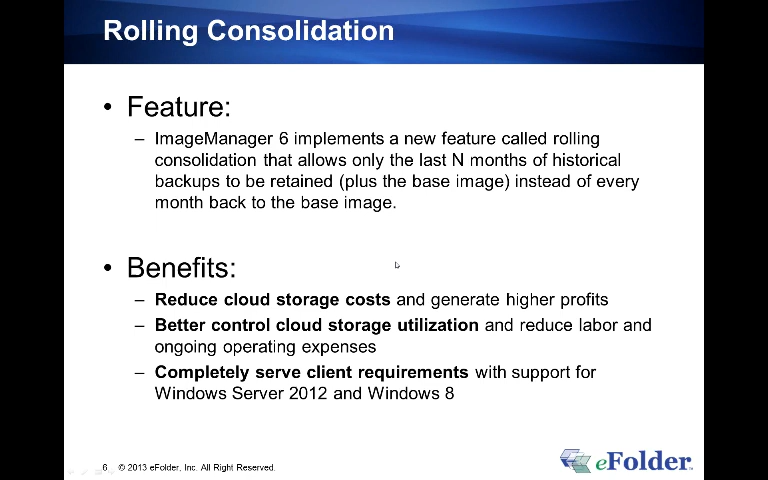 Rolling Consolidation
• Feature:
– ImageManager 6 implements a new feature called rolling
consolidation that allows only the last N months of historical
backups to be retained (plus the base image) instead of every
month back to the base image.
• Benefits:
– Reduce cloud storage costs and generate higher profits
– Better control cloud storage utilization and reduce labor and
ongoing operating expenses
– Completely serve client requirements with support for
Windows Server 2012 and Windows 8
6 © 2013 eFolder, Inc. All Right Reserved.
eFolder